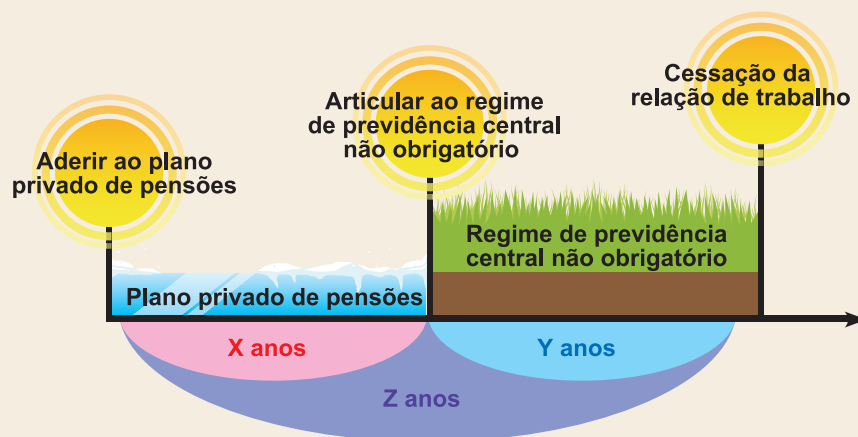 Aderir ao plano
privado de pensões
Articular ao regime
de previdência central
não obrigatório
Cessação da
relação de trabalho
Plano privado de pensões
Regime de previdência
central não obrigatório
X anos
Y anos
Z anos